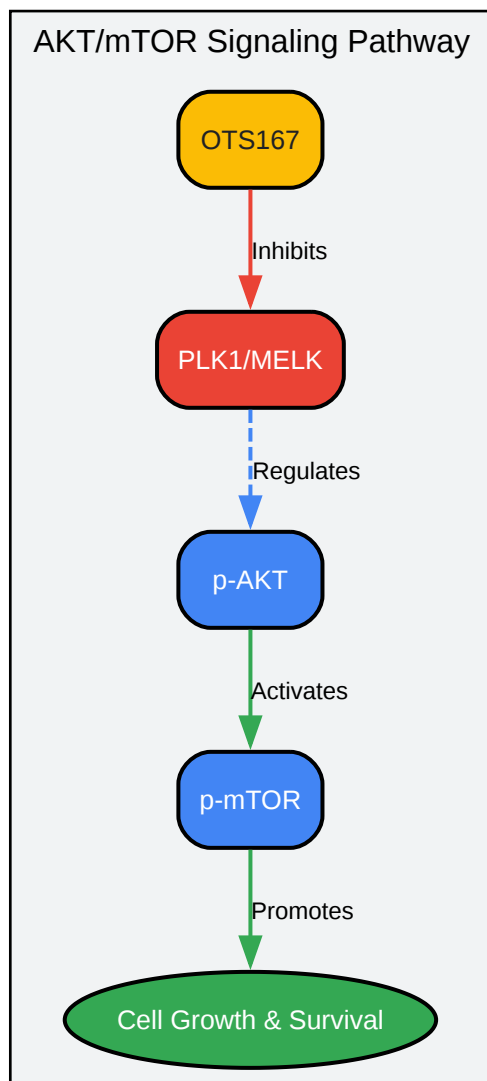 AKT/mTOR Signaling Pathway
OTS167
Inhibits
PLK1/MELK
Regulates
p-AKT
Activates
p-mTOR
Promotes
Cell Growth & Survival